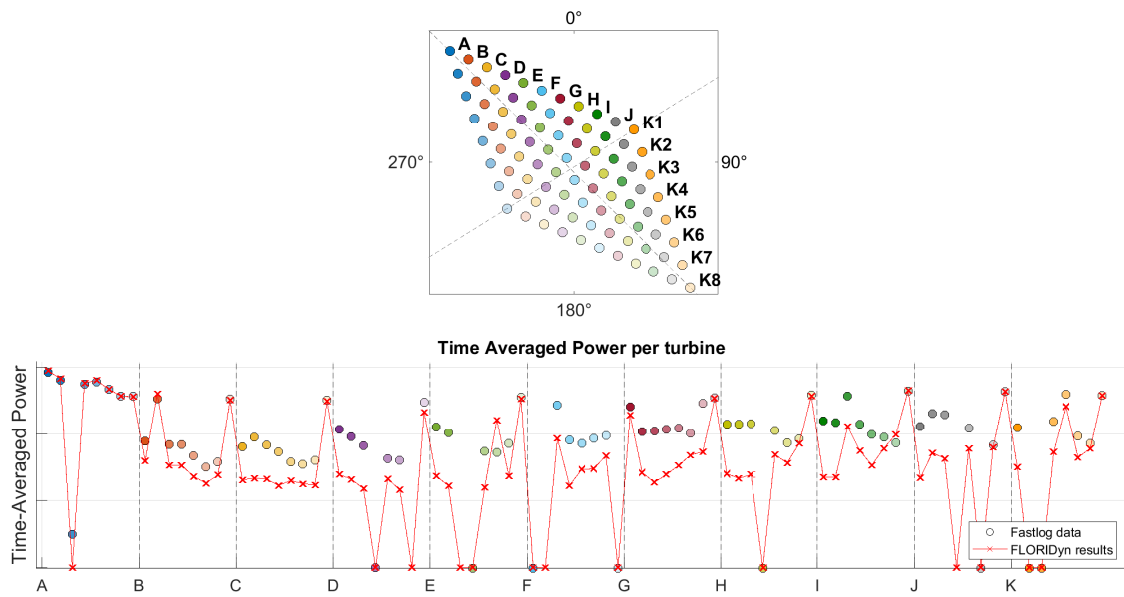 0°
A
B
C
D
E
F
G
H
I
J
K1
K2
K3
K4
K5
K6
K7
K8
270°
90°
180°
Time Averaged Power per turbine
Time-Averaged Power
Fastlog data
FLORIDyn results
A B C D E F G H I J K